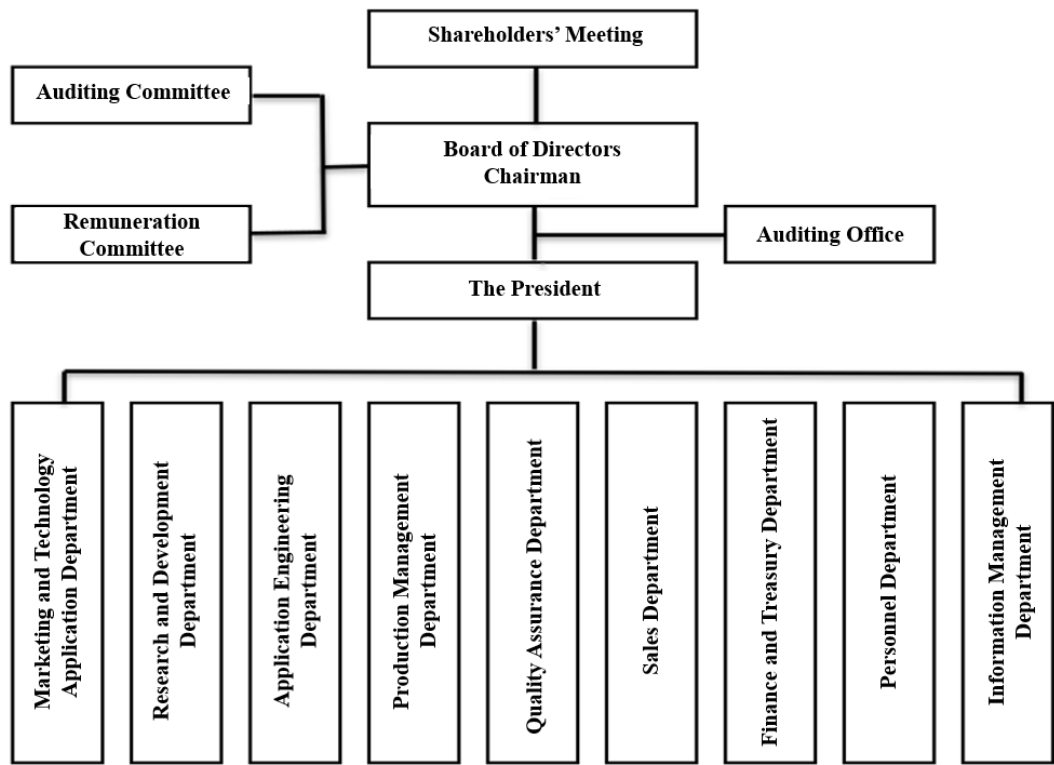 Shareholders’ Meeting
Auditing Committee
Board of Directors
Chairman
Remuneration
Committee
Auditing Office
The President
Marketing and Technology
Application Department
Research and Development
Department
Application Engineering
Department
Production Management
Department
Quality Assurance Department
Sales Department
Finance and Treasury Department
Personnel Department
Information Management
Department